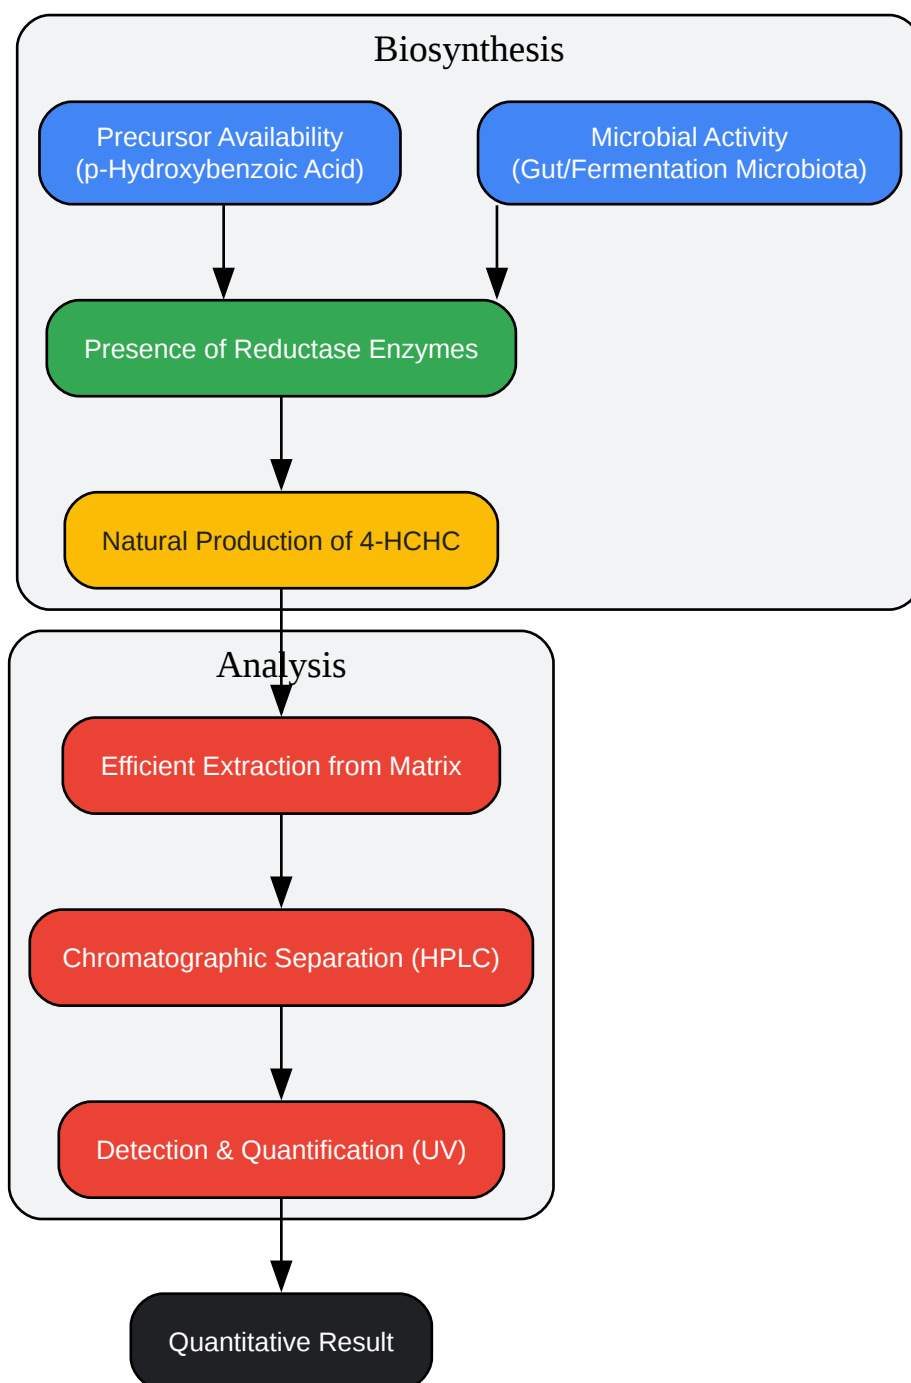 Biosynthesis
Precursor Availability
(p-Hydroxybenzoic Acid)
Microbial Activity
(Gut/Fermentation Microbiota)
Presence of Reductase Enzymes
Natural Production of 4-HCHC
Analysis
Efficient Extraction from Matrix
Chromatographic Separation (HPLC)
Detection & Quantification (UV)
Quantitative Result